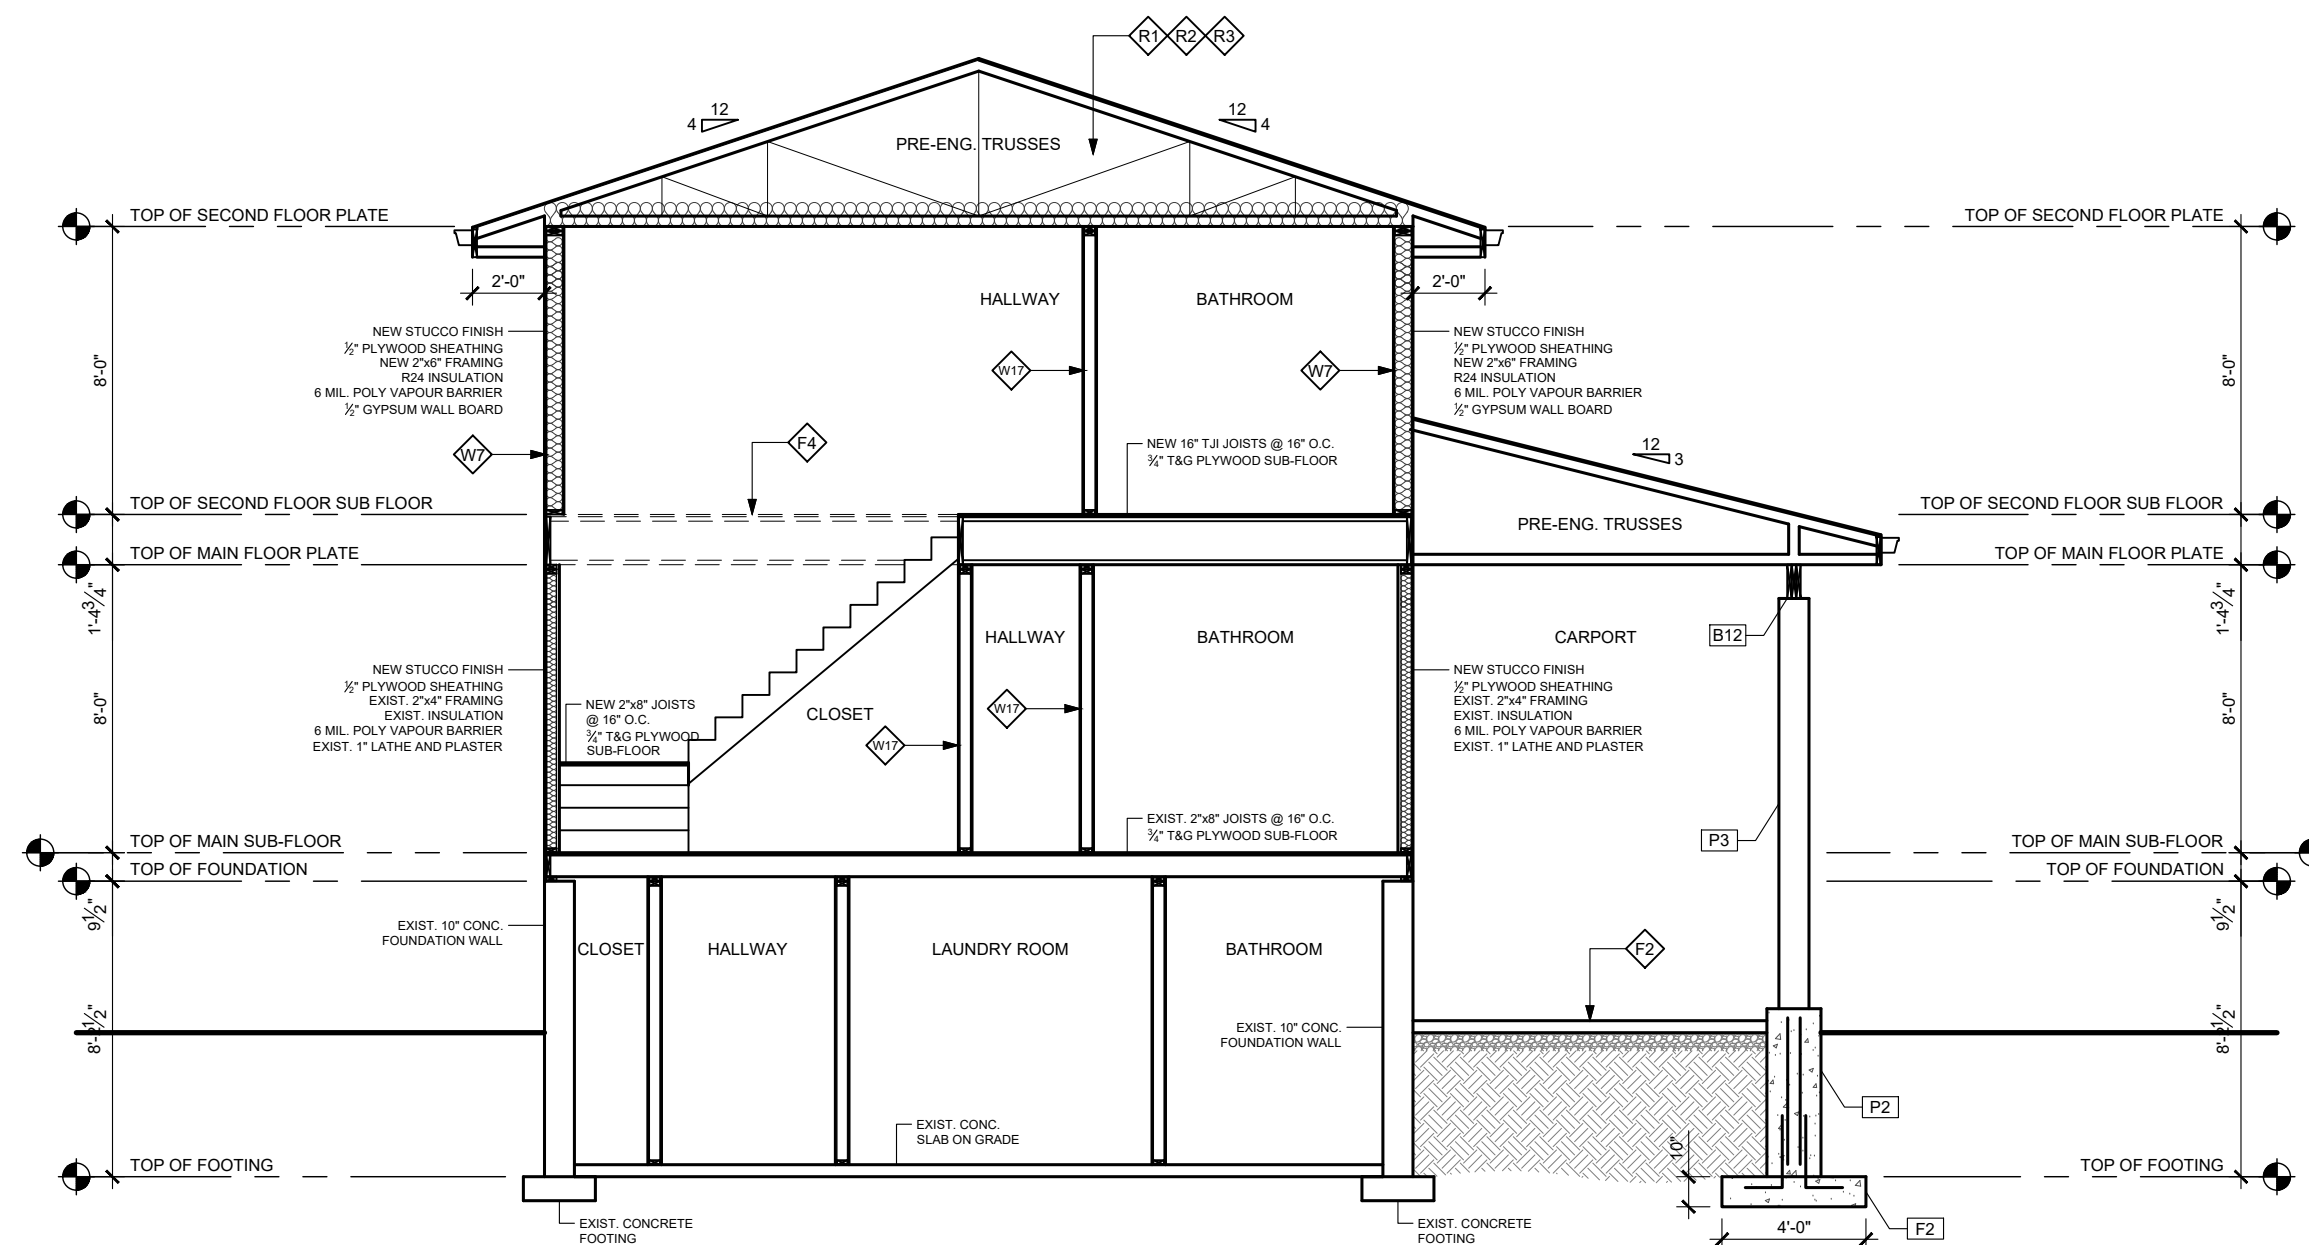 R1 R2 R3
12
4
12
4
PRE-ENG. TRUSSES
TOP OF SECOND FLOOR PLATE
TOP OF SECOND FLOOR PLATE
2'-0"
2'-0"
HALLWAY
BATHROOM
NEW STUCCO FINISH
½" PLYWOOD SHEATHING
NEW 2"x6" FRAMING
R24 INSULATION
6 MIL. POLY VAPOUR BARRIER
½" GYPSUM WALL BOARD
NEW STUCCO FINISH
½" PLYWOOD SHEATHING
NEW 2"x6" FRAMING
R24 INSULATION
6 MIL. POLY VAPOUR BARRIER
½" GYPSUM WALL BOARD
8'-0"
8'-0"
W17
W7
W7
F4
NEW 16" TJI JOISTS @ 16" O.C.
¾" T&G PLYWOOD SUB-FLOOR
12
3
TOP OF SECOND FLOOR SUB FLOOR
TOP OF SECOND FLOOR SUB FLOOR
PRE-ENG. TRUSSES
TOP OF MAIN FLOOR PLATE
TOP OF MAIN FLOOR PLATE
1'-4¾"
1'-4¾"
HALLWAY
BATHROOM
CARPORT
B12
NEW STUCCO FINISH
½" PLYWOOD SHEATHING
EXIST. 2"x4" FRAMING
EXIST. INSULATION
6 MIL. POLY VAPOUR BARRIER
EXIST. 1" LATHE AND PLASTER
NEW 2"x8" JOISTS
@ 16" O.C.
¾" T&G PLYWOOD
SUB-FLOOR
CLOSET
W17
W17
NEW STUCCO FINISH
½" PLYWOOD SHEATHING
EXIST. 2"x4" FRAMING
EXIST. INSULATION
6 MIL. POLY VAPOUR BARRIER
EXIST. 1" LATHE AND PLASTER
8'-0"
8'-0"
EXIST. 2"x8" JOISTS @ 16" O.C.
¾" T&G PLYWOOD SUB-FLOOR
P3
TOP OF MAIN SUB-FLOOR
TOP OF MAIN SUB-FLOOR
TOP OF FOUNDATION
TOP OF FOUNDATION
9½"
9½"
EXIST. 10" CONC.
FOUNDATION WALL
CLOSET
HALLWAY
LAUNDRY ROOM
BATHROOM
F2
EXIST. 10" CONC.
FOUNDATION WALL
P2
EXIST. CONC.
SLAB ON GRADE
10"
TOP OF FOOTING
TOP OF FOOTING
EXIST. CONCRETE
FOOTING
EXIST. CONCRETE
FOOTING
4'-0"
F2